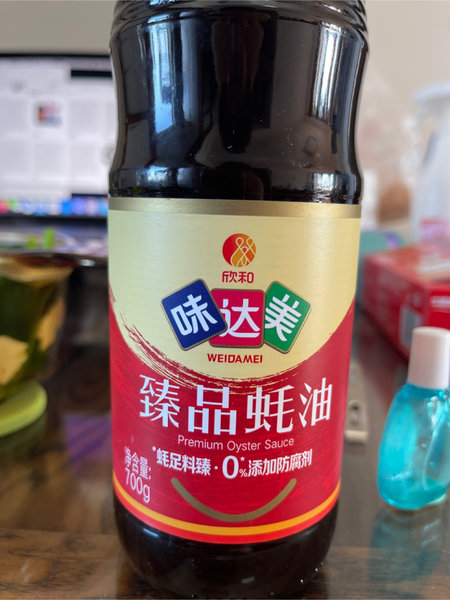 欣和
味达美
WEIDAMEI
臻品蚝油
Premium Oyster Sauce
*蚝足料臻·0*%添加防腐剂
净含量:
700g